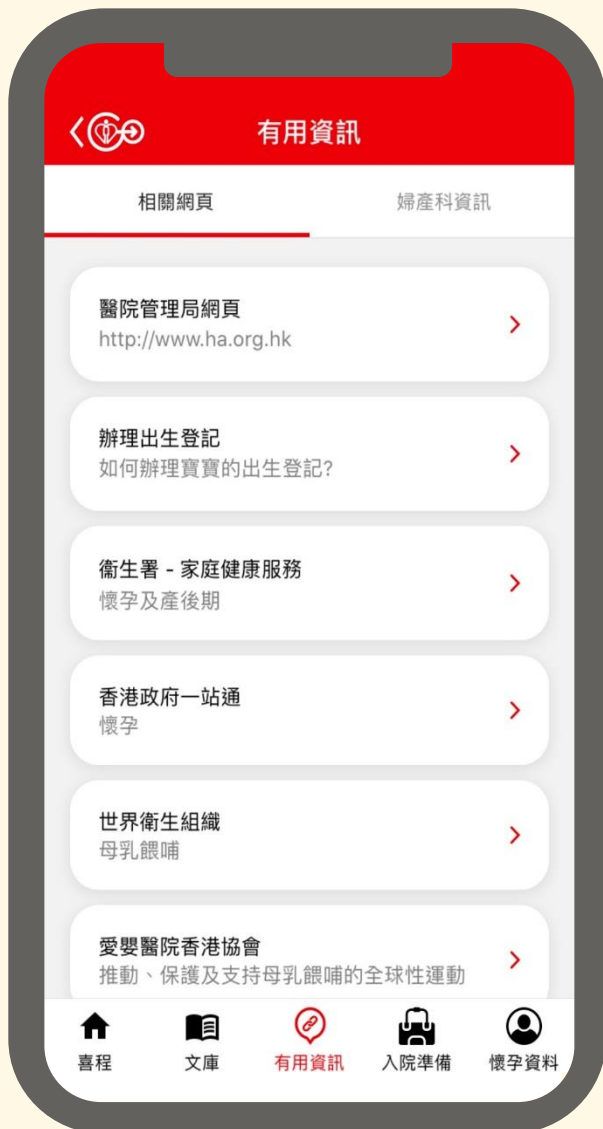 有用資訊
相關網頁
婦產科資訊
醫院管理局網頁
http://www.ha.org.hk
辦理出生登記
如何辦理寶寶的出生登記?
衞生署 - 家庭健康服務
懷孕及產後期
香港政府一站通
懷孕
世界衛生組織
母乳餵哺
愛嬰醫院香港協會
推動、保護及支持母乳餵哺的全球性運動
喜程
文庫
有用資訊
入院準備
懷孕資料